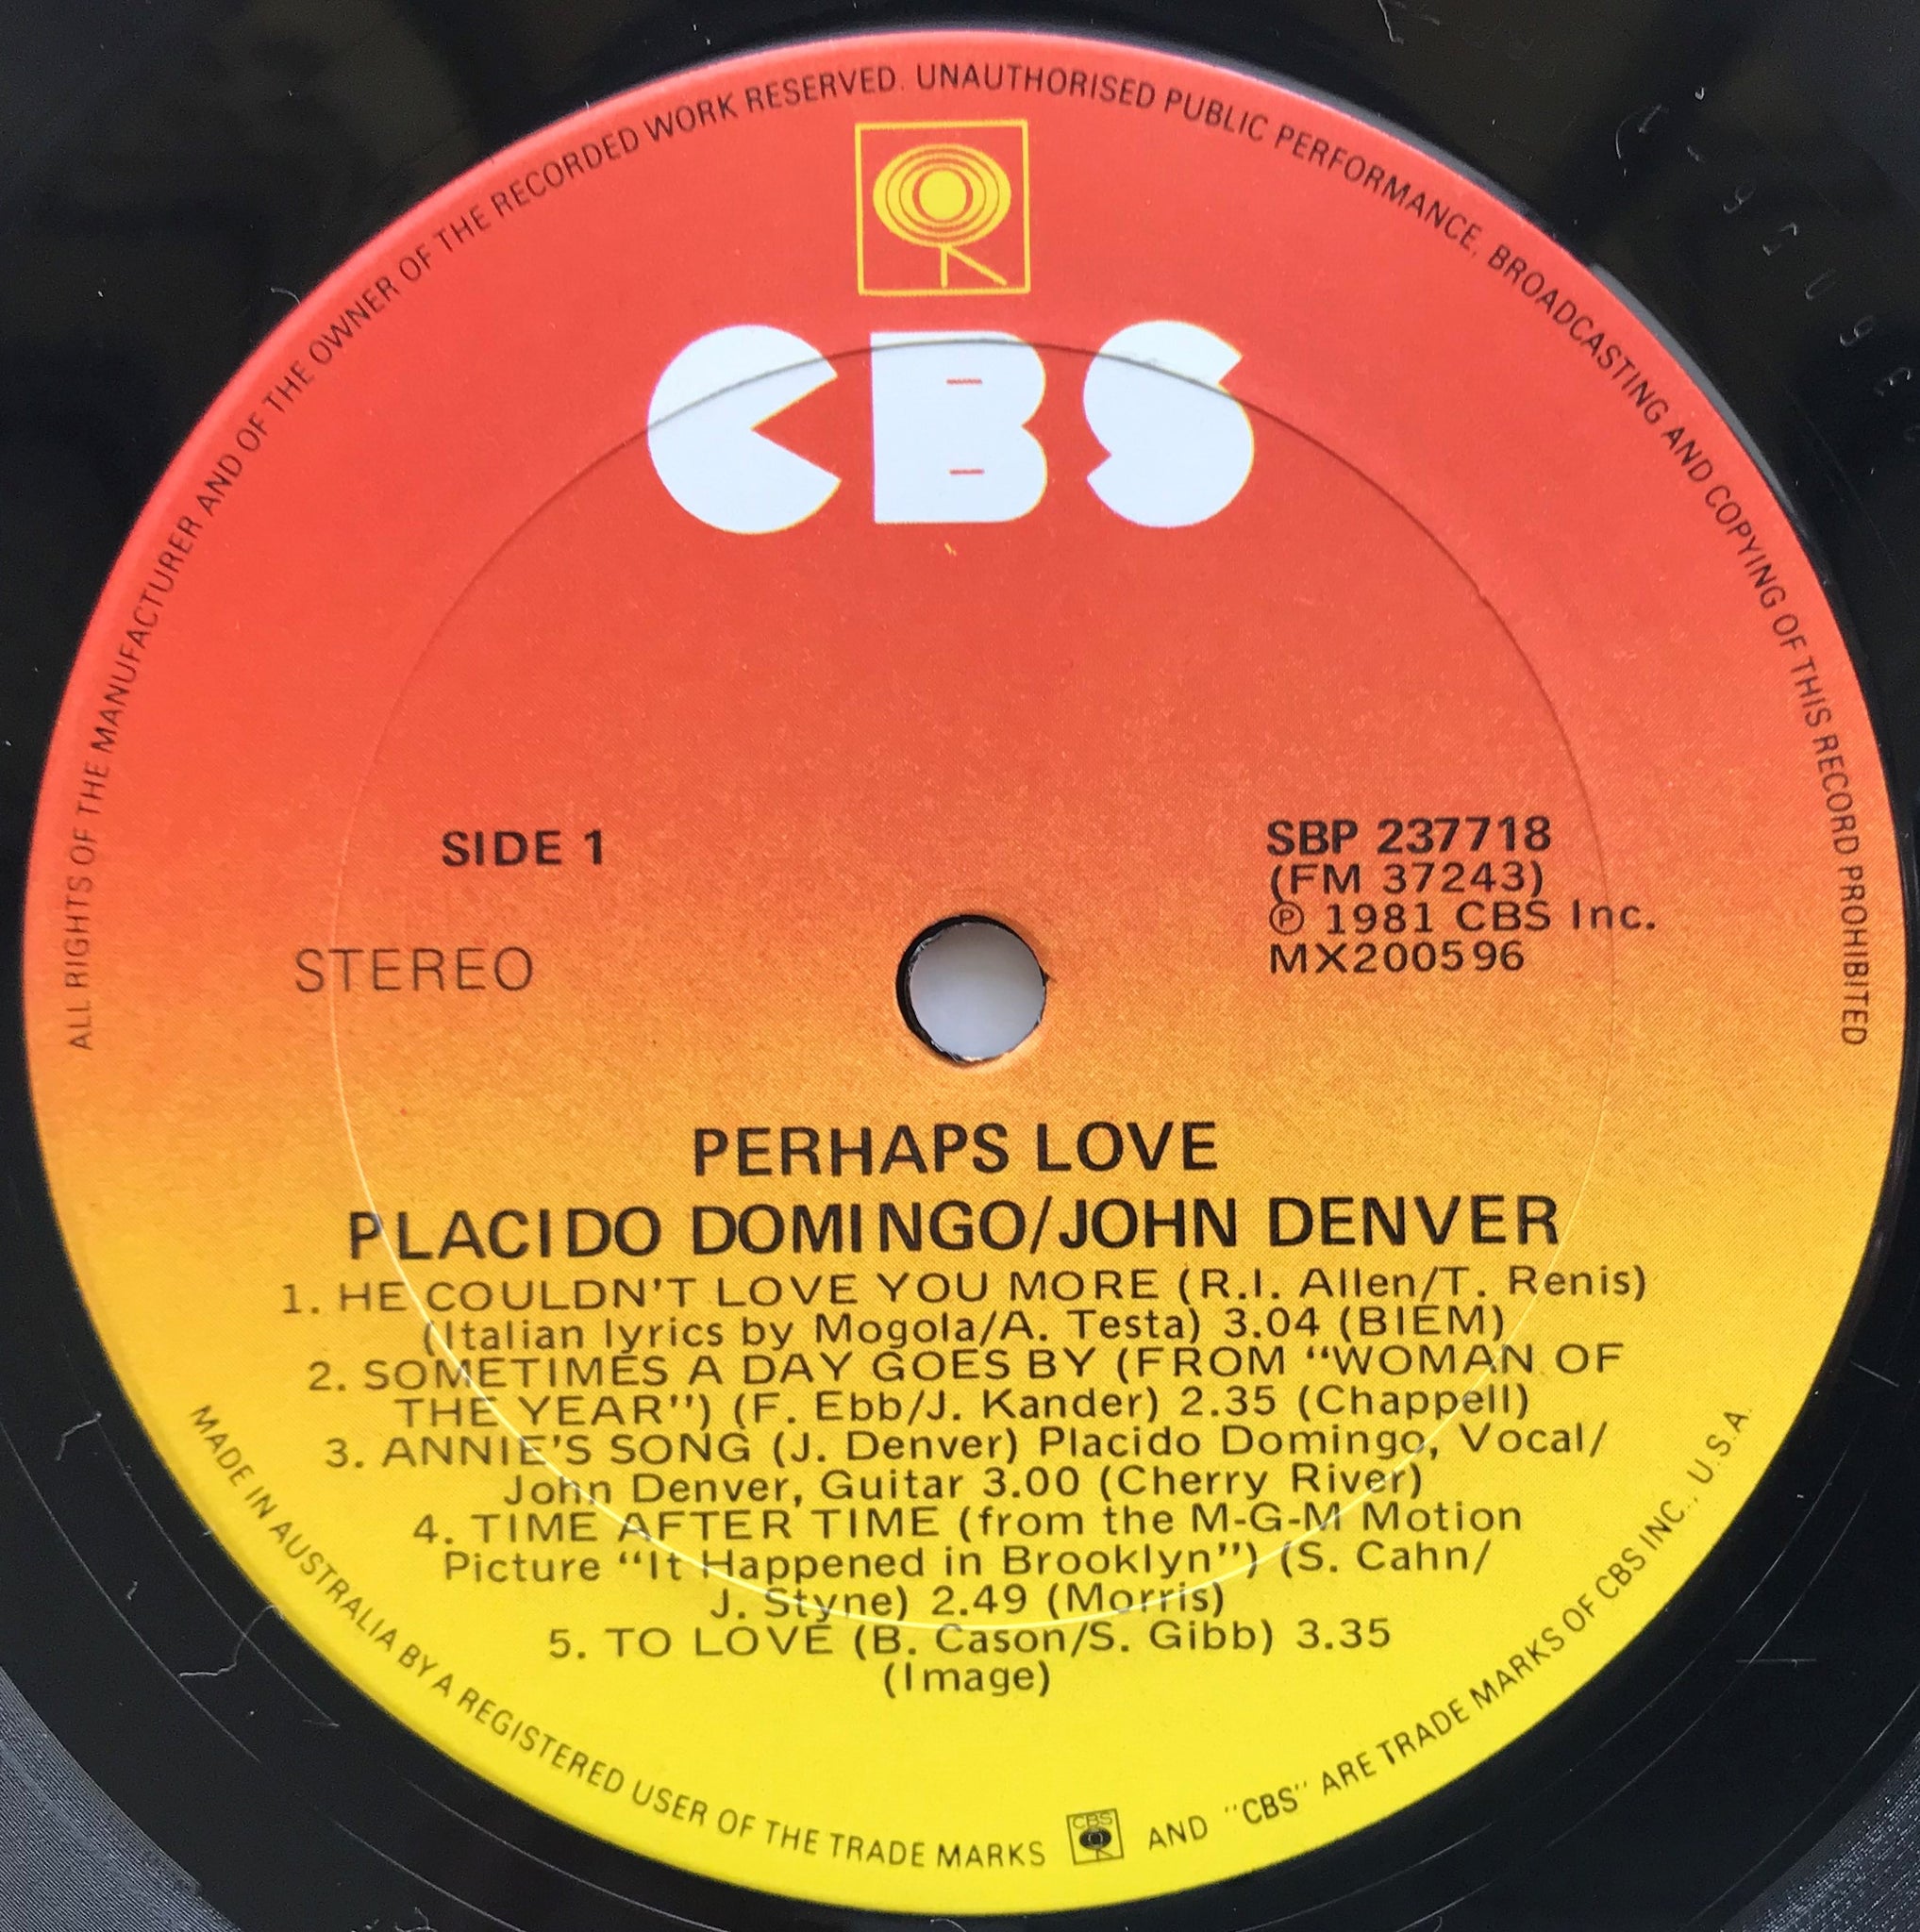 ALL RIGHTS OF THE MANUFACTURER AND OF THE OWNER OF THE RECORDED WORK RESERVED. UNAUTHORISED PUBLIC PERFORMANCE, BROADCASTING AND COPYING OF THIS RECORD PROHIBITED
CBS
SIDE 1
STEREO
SBP 237718
(FM 37243)
℗ 1981 CBS Inc.
MX200596
PERHAPS LOVE
PLACIDO DOMINGO/JOHN DENVER
1. HE COULDN'T LOVE YOU MORE (R.I. Allen/T. Renis)
(Italian lyrics by Mogola/A. Testa) 3.04 (BIEM)
2. SOMETIMES A DAY GOES BY (FROM "WOMAN OF
THE YEAR") (F. Ebb/J. Kander) 2.35 (Chappell)
3. ANNIE'S SONG (J. Denver) Placido Domingo, Vocal/
John Denver, Guitar 3.00 (Cherry River)
4. TIME AFTER TIME (from the M-G-M Motion
Picture "It Happened in Brooklyn") (S. Cahn/
J. Styne) 2.49 (Morris)
5. TO LOVE (B. Cason/S. Gibb) 3.35
(Image)
MADE IN AUSTRALIA BY A REGISTERED USER OF THE TRADE MARKS CBS AND "CBS" ARE TRADE MARKS OF CBS INC., U.S.A.